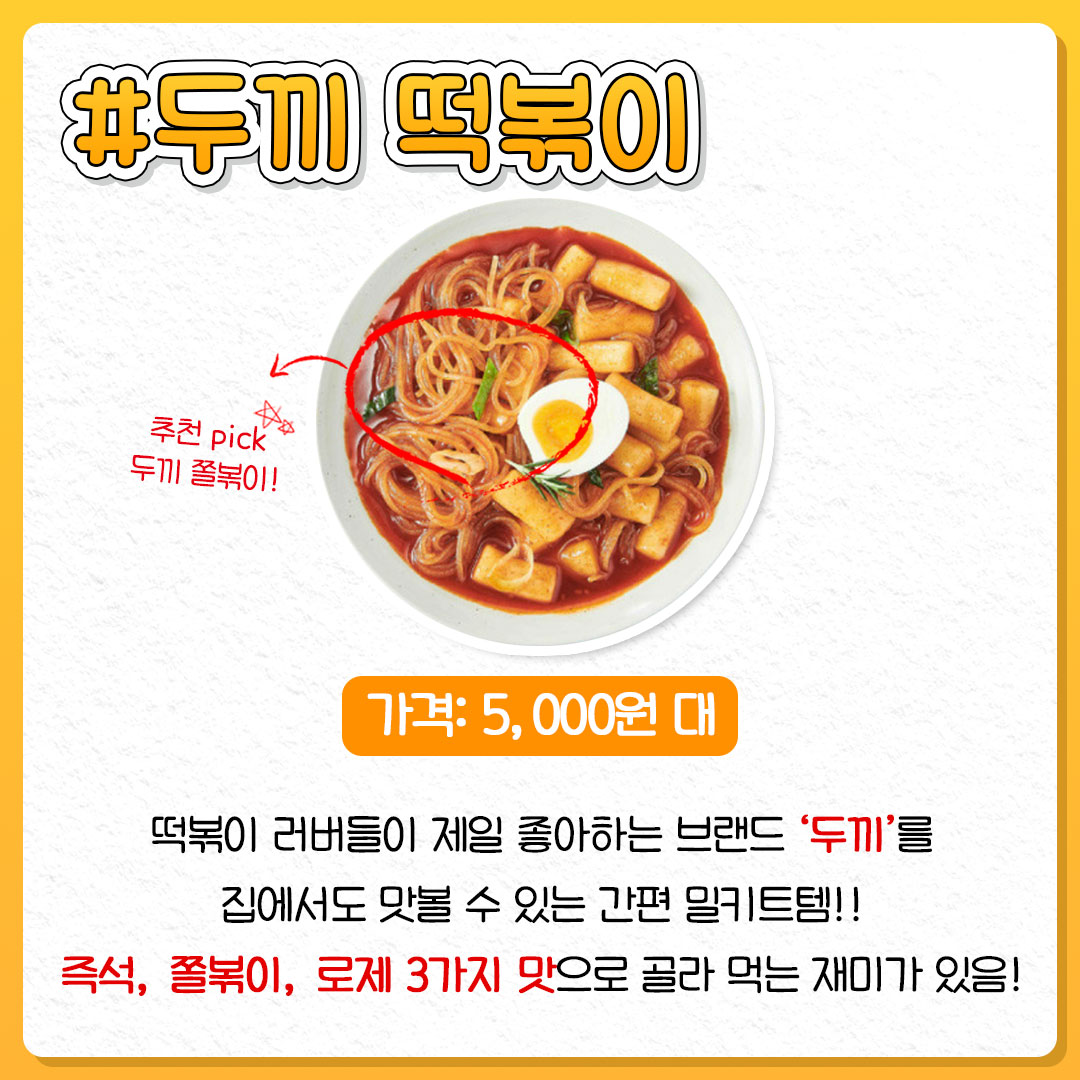 #두끼 떡볶이
추천 pick
두끼 쫄볶이!
가격: 5,000원 대
떡볶이 러버들이 제일 좋아하는 브랜드 ‘두끼’를
집에서도 맛볼 수 있는 간편 밀키트템!!
즉석, 쫄볶이, 로제 3가지 맛으로 골라 먹는 재미가 있음!